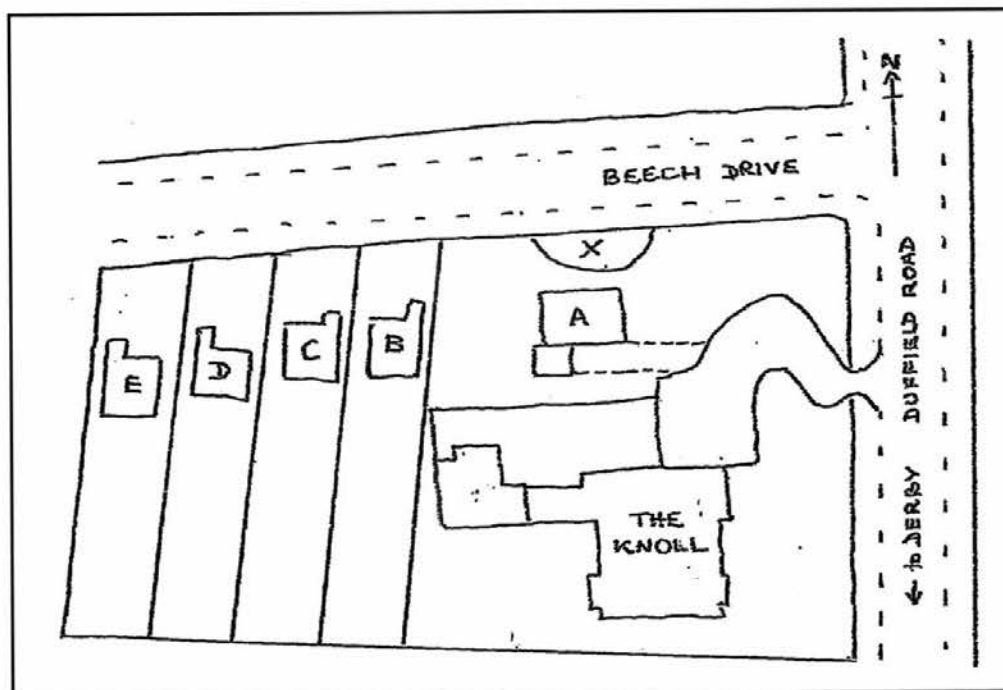 N
BEECH DRIVE
X
A
B
C
D
E
THE
KNOLL
DUFFIELD ROAD
← to DERBY